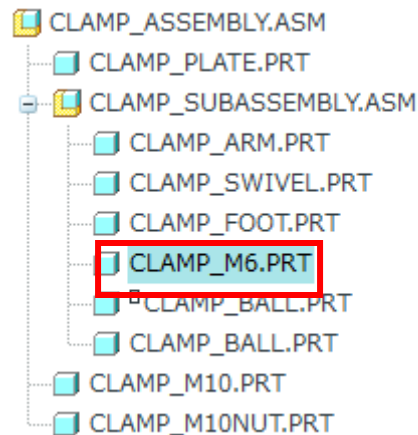 CLAMP_ASSEMBLY.ASM
CLAMP_PLATE.PRT
CLAMP_SUBASSEMBLY.ASM
CLAMP_ARM.PRT
CLAMP_SWIVEL.PRT
CLAMP_FOOT.PRT
CLAMP_M6.PRT
CLAMP_BALL.PRT
CLAMP_BALL.PRT
CLAMP_M10.PRT
CLAMP_M10NUT.PRT